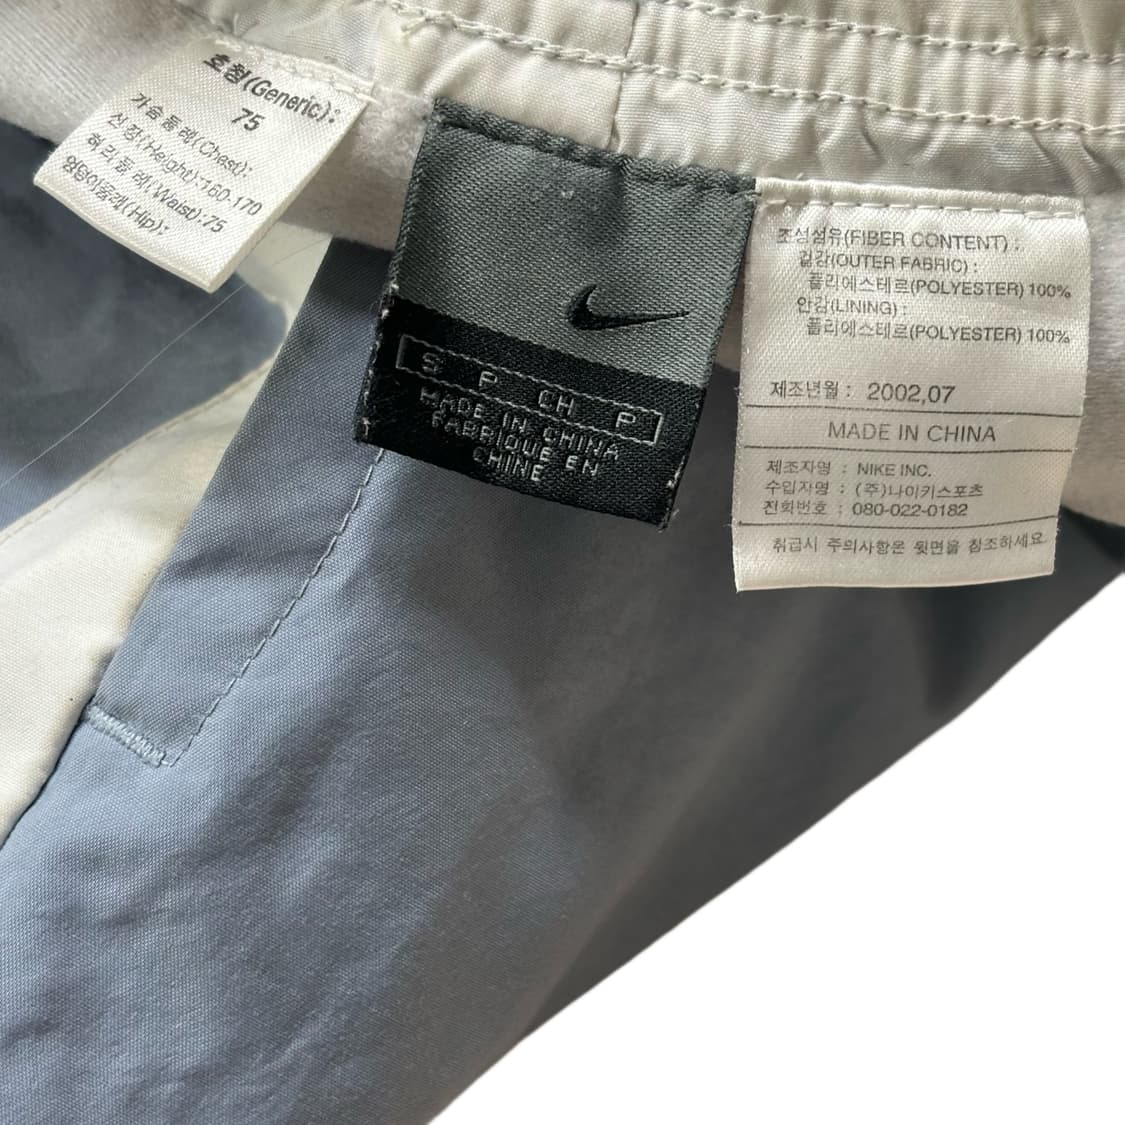 호칭(Generic):
75
가슴둘레(Chest):
신장(Height):160-170
허리둘레(Waist):75
엉덩이둘레(Hip):
S P CH P
MADE IN CHINA
FABRIQUE EN
CHINE
조성섬유(FIBER CONTENT):
겉감(OUTER FABRIC):
폴리에스테르(POLYESTER) 100%
안감(LINING):
폴리에스테르(POLYESTER) 100%
제조년월: 2002,07
MADE IN CHINA
제조자명 : NIKE INC.
수입자명 : (주)나이키스포츠
전화번호 : 080-022-0182
취급시 주의사항은 뒷면을 참조하세요.